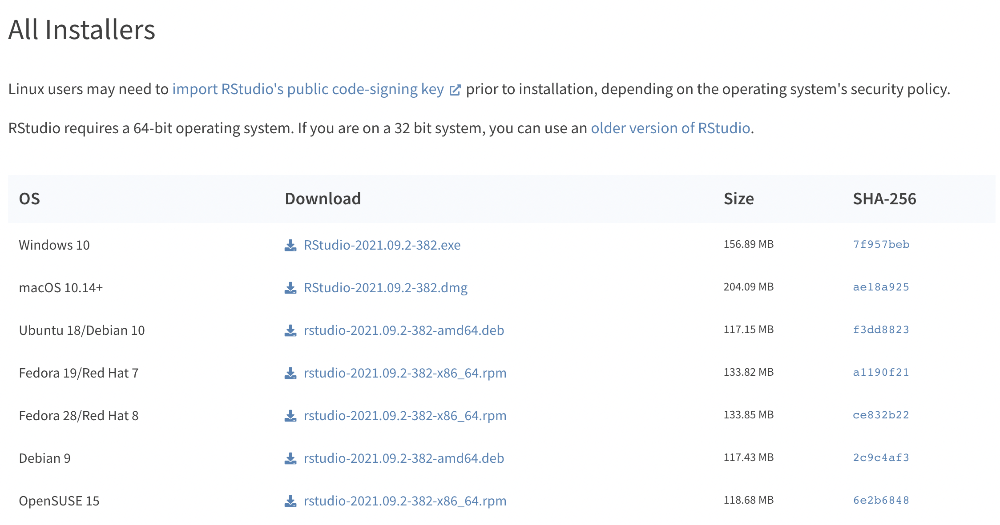 All Installers
Linux users may need to import RStudio's public code-signing key prior to installation, depending on the operating system's security policy.
RStudio requires a 64-bit operating system. If you are on a 32 bit system, you can use an older version of RStudio.
OS Download Size SHA-256
Windows 10 RStudio-2021.09.2-382.exe 156.89 MB 7f957beb
macOS 10.14+ RStudio-2021.09.2-382.dmg 204.09 MB ae18a925
Ubuntu 18/Debian 10 rstudio-2021.09.2-382-amd64.deb 117.15 MB f3dd8823
Fedora 19/Red Hat 7 rstudio-2021.09.2-382-x86_64.rpm 133.82 MB a1190f21
Fedora 28/Red Hat 8 rstudio-2021.09.2-382-x86_64.rpm 133.85 MB ce832b22
Debian 9 rstudio-2021.09.2-382-amd64.deb 117.43 MB 2c9c4af3
OpenSUSE 15 rstudio-2021.09.2-382-x86_64.rpm 118.68 MB 6e2b6848